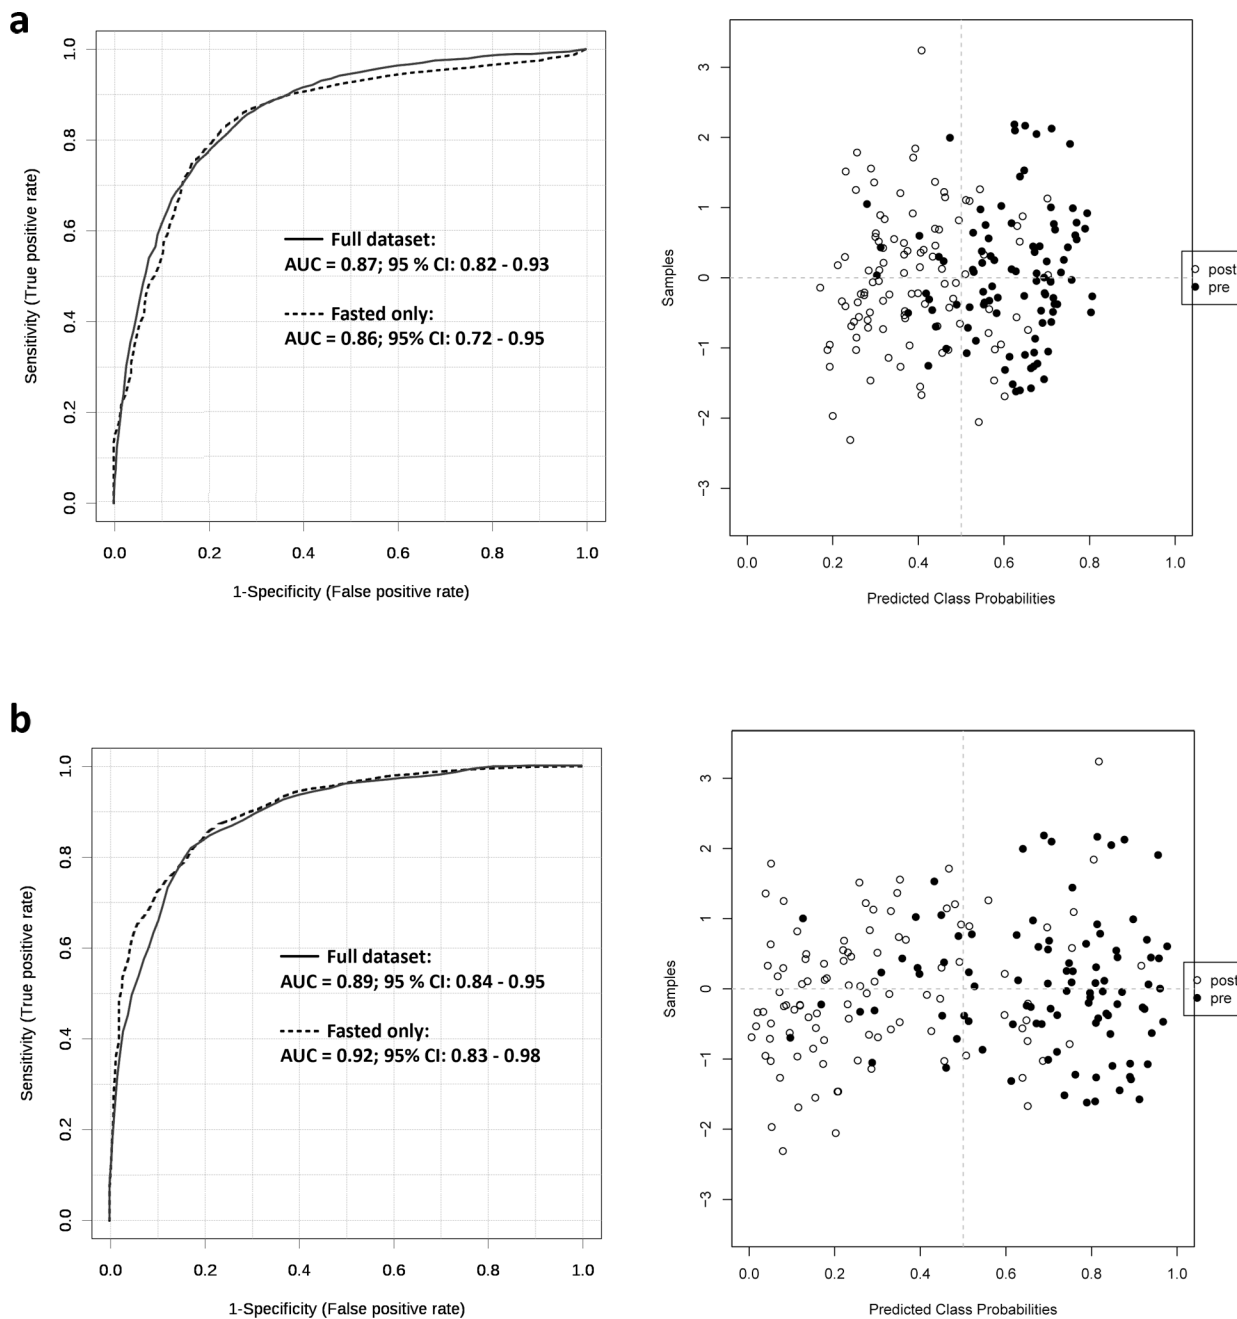 a
1.0
0.8
0.6
0.4
0.2
0.0
Sensitivity (True positive rate)
Full dataset:
AUC = 0.87; 95 % CI: 0.82 - 0.93
Fasted only:
AUC = 0.86; 95% CI: 0.72 - 0.95
0.0 0.2 0.4 0.6 0.8 1.0
1-Specificity (False positive rate)
3
2
1
0
−1
−2
−3
Samples
post
pre
0.0 0.2 0.4 0.6 0.8 1.0
Predicted Class Probabilities
b
1.0
0.8
0.6
0.4
0.2
0.0
Sensitivity (True positive rate)
Full dataset:
AUC = 0.89; 95 % CI: 0.84 - 0.95
Fasted only:
AUC = 0.92; 95% CI: 0.83 - 0.98
0.0 0.2 0.4 0.6 0.8 1.0
1-Specificity (False positive rate)
3
2
1
0
−1
−2
−3
Samples
post
pre
0.0 0.2 0.4 0.6 0.8 1.0
Predicted Class Probabilities